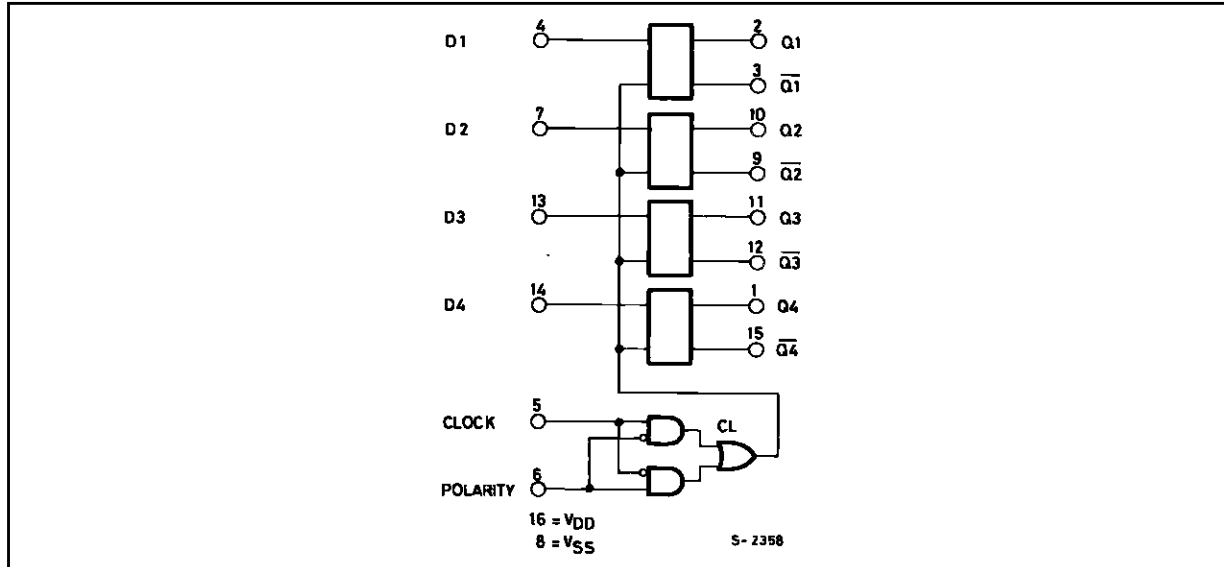 4 2
D1 Q1
3
Q1
7 10
D2 Q2
9
Q2
13 11
D3 Q3
12
Q3
14 1
D4 Q4
15
Q4
5
CLOCK CL
6
POLARITY
16 = VDD
8 = VSS S-2358